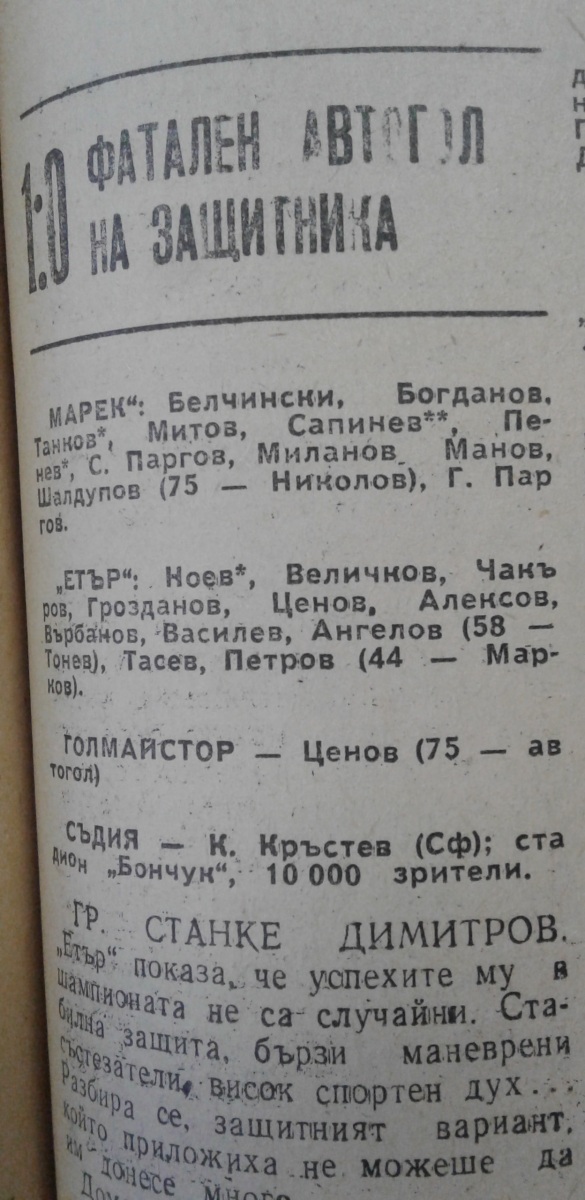 1:0 ФАТАЛЕН АВТОГОЛ
НА ЗАЩИТНИКА
МАРЕК“: Белчински, Богданов,
Танков*, Митов, Сапинев**, Пе-
нев*, С. Паргов, Миланов Манов,
Шалдупов (75 — Николов), Г. Пар
гов.
„ЕТЪР“: Ноев*, Величков, Чакъ
ров, Грозданов, Ценов, Алексов,
Върбанов, Василев, Ангелов (58 —
Тонев), Тасев, Петров (44 — Мар-
ков).
ГОЛМАЙСТОР — Ценов (75 — ав
тогол)
СЪДИЯ — К. Кръстев (Сф); ста
дион „Бончук“, 10 000 зрители.
ГР. СТАНКЕ ДИМИТРОВ.
„Етър“ показа, че успехите му в
шампионата не са случайни. Ста-
билна защита, бързи маневрени
състезатели, висок спортен дух...
Разбира се, защитният вариант,
който приложиха не можеше да
им донесе много